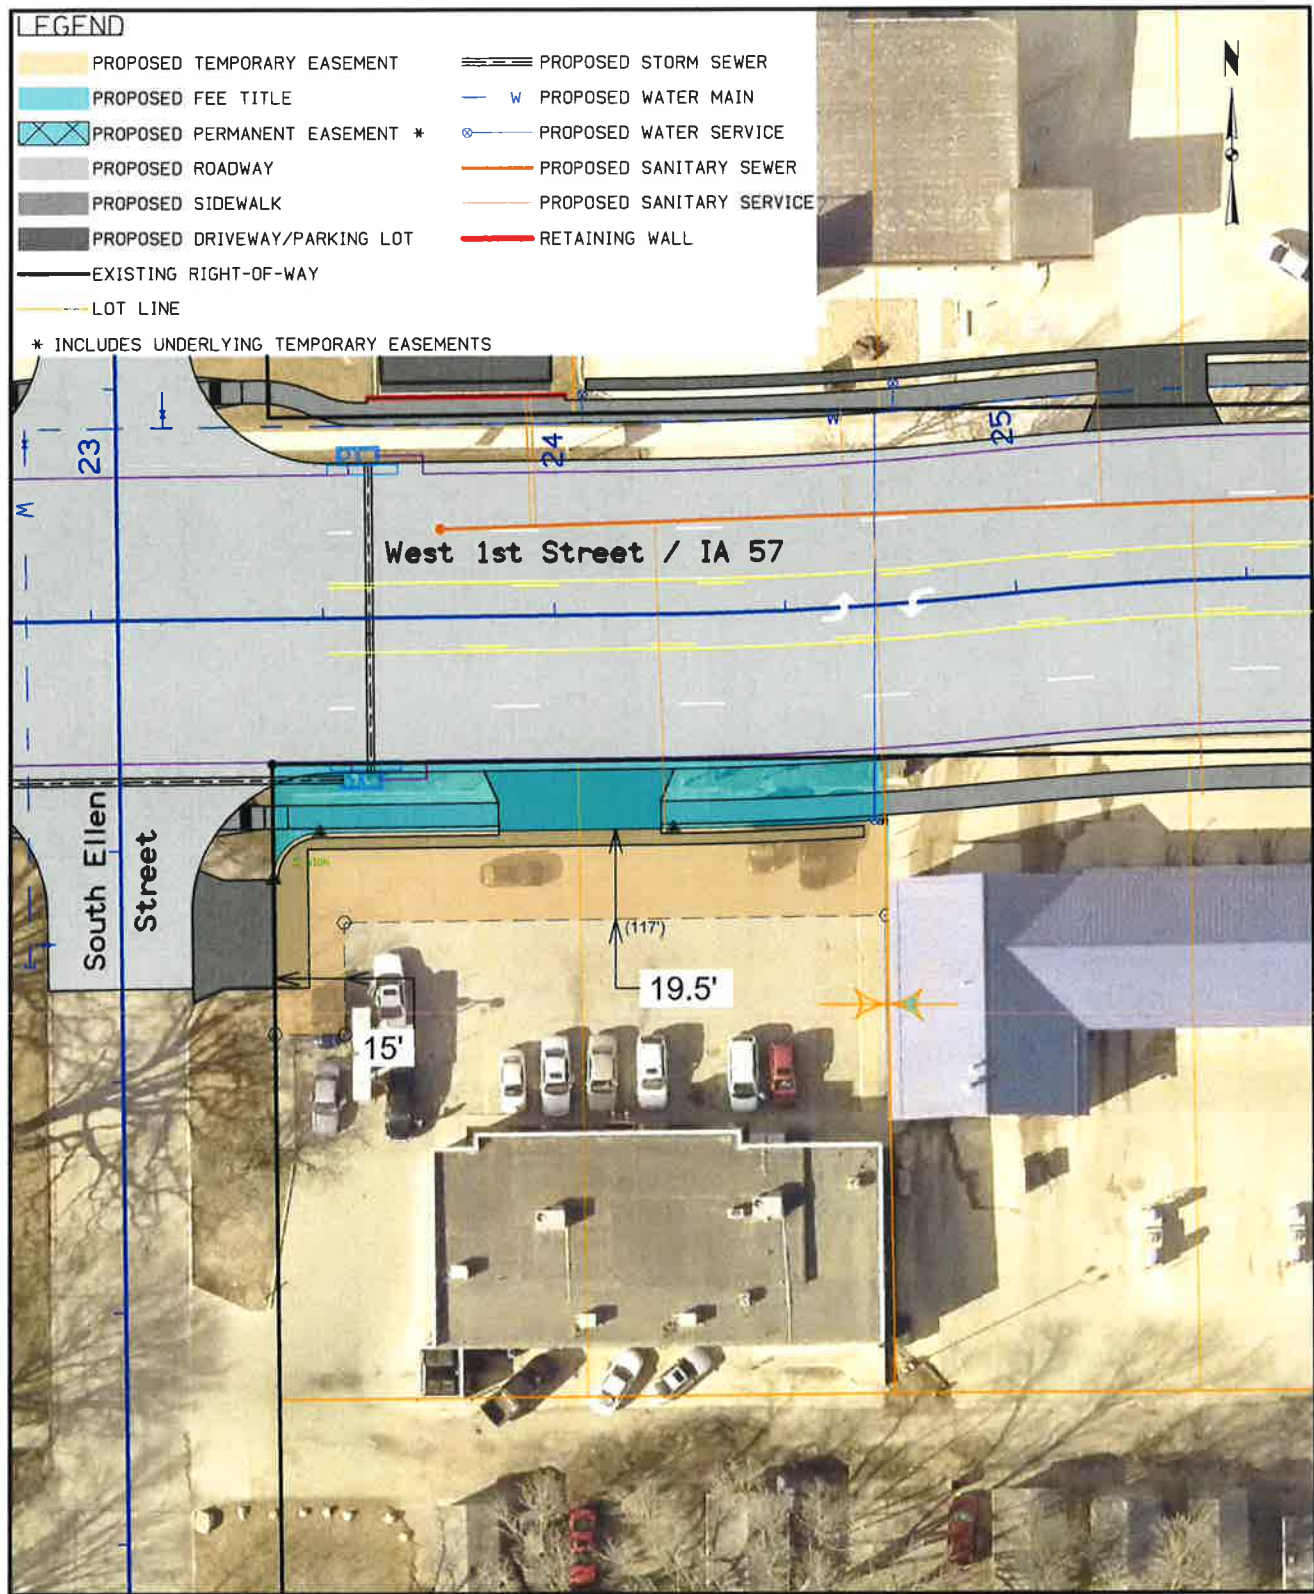 LEGEND
PROPOSED TEMPORARY EASEMENT
PROPOSED FEE TITLE
PROPOSED PERMANENT EASEMENT *
PROPOSED ROADWAY
PROPOSED SIDEWALK
PROPOSED DRIVEWAY/PARKING LOT
EXISTING RIGHT-OF-WAY
LOT LINE
* INCLUDES UNDERLYING TEMPORARY EASEMENTS
PROPOSED STORM SEWER
W PROPOSED WATER MAIN
PROPOSED WATER SERVICE
PROPOSED SANITARY SEWER
PROPOSED SANITARY SERVICE
RETAINING WALL
N
23
24
25
W
W
West 1st Street / IA 57
South Ellen
Street
(117')
19.5'
15'